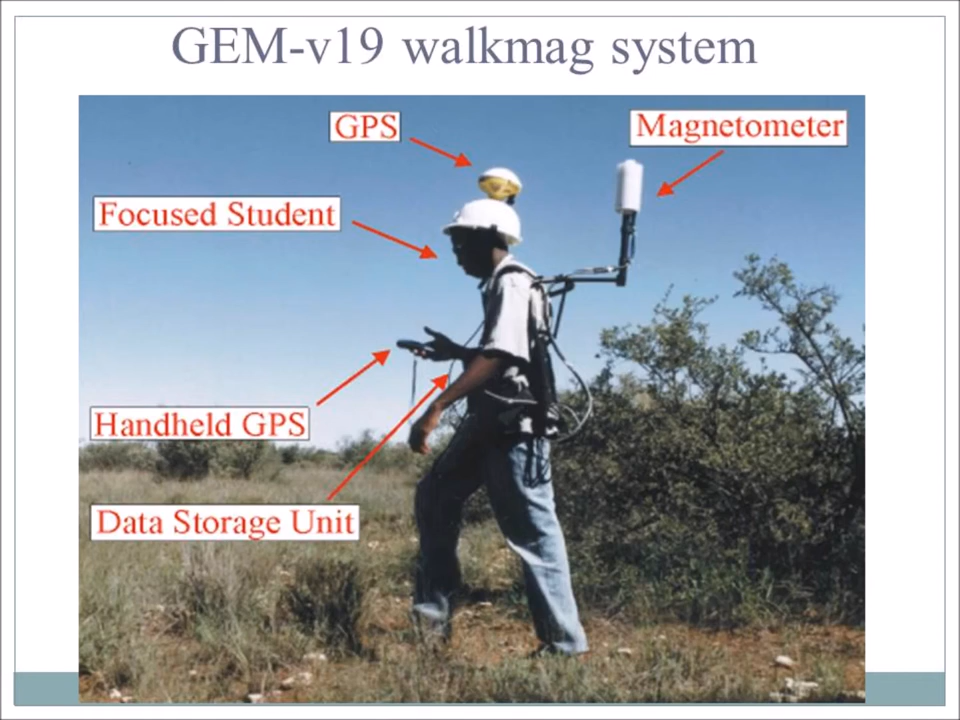 GEM-v19 walkmag system
GPS
Magnetometer
Focused Student
Handheld GPS
Data Storage Unit